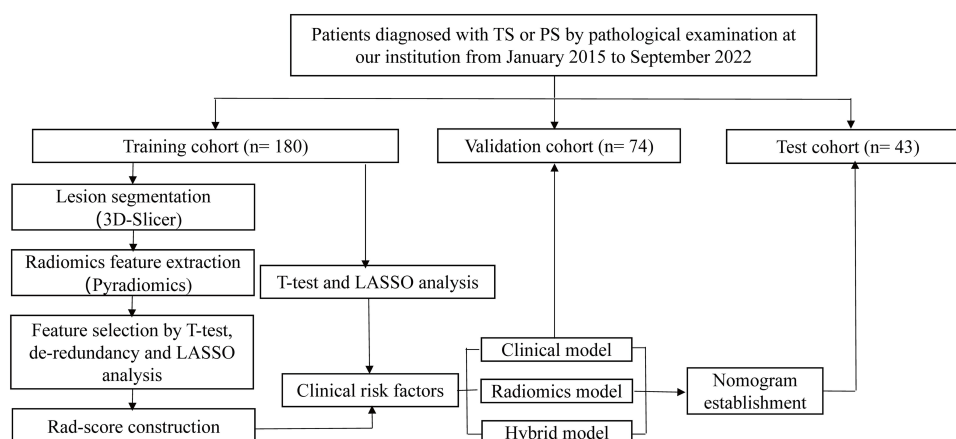 Patients diagnosed with TS or PS by pathological examination at
our institution from January 2015 to September 2022
Training cohort (n= 180)
Validation cohort (n= 74)
Test cohort (n= 43)
Lesion segmentation
(3D-Slicer)
Radiomics feature extraction
(Pyradiomics)
T-test and LASSO analysis
Feature selection by T-test,
de-redundancy and LASSO
analysis
Clinical model
Clinical risk factors
Radiomics model
Nomogram
establishment
Rad-score construction
Hybrid model